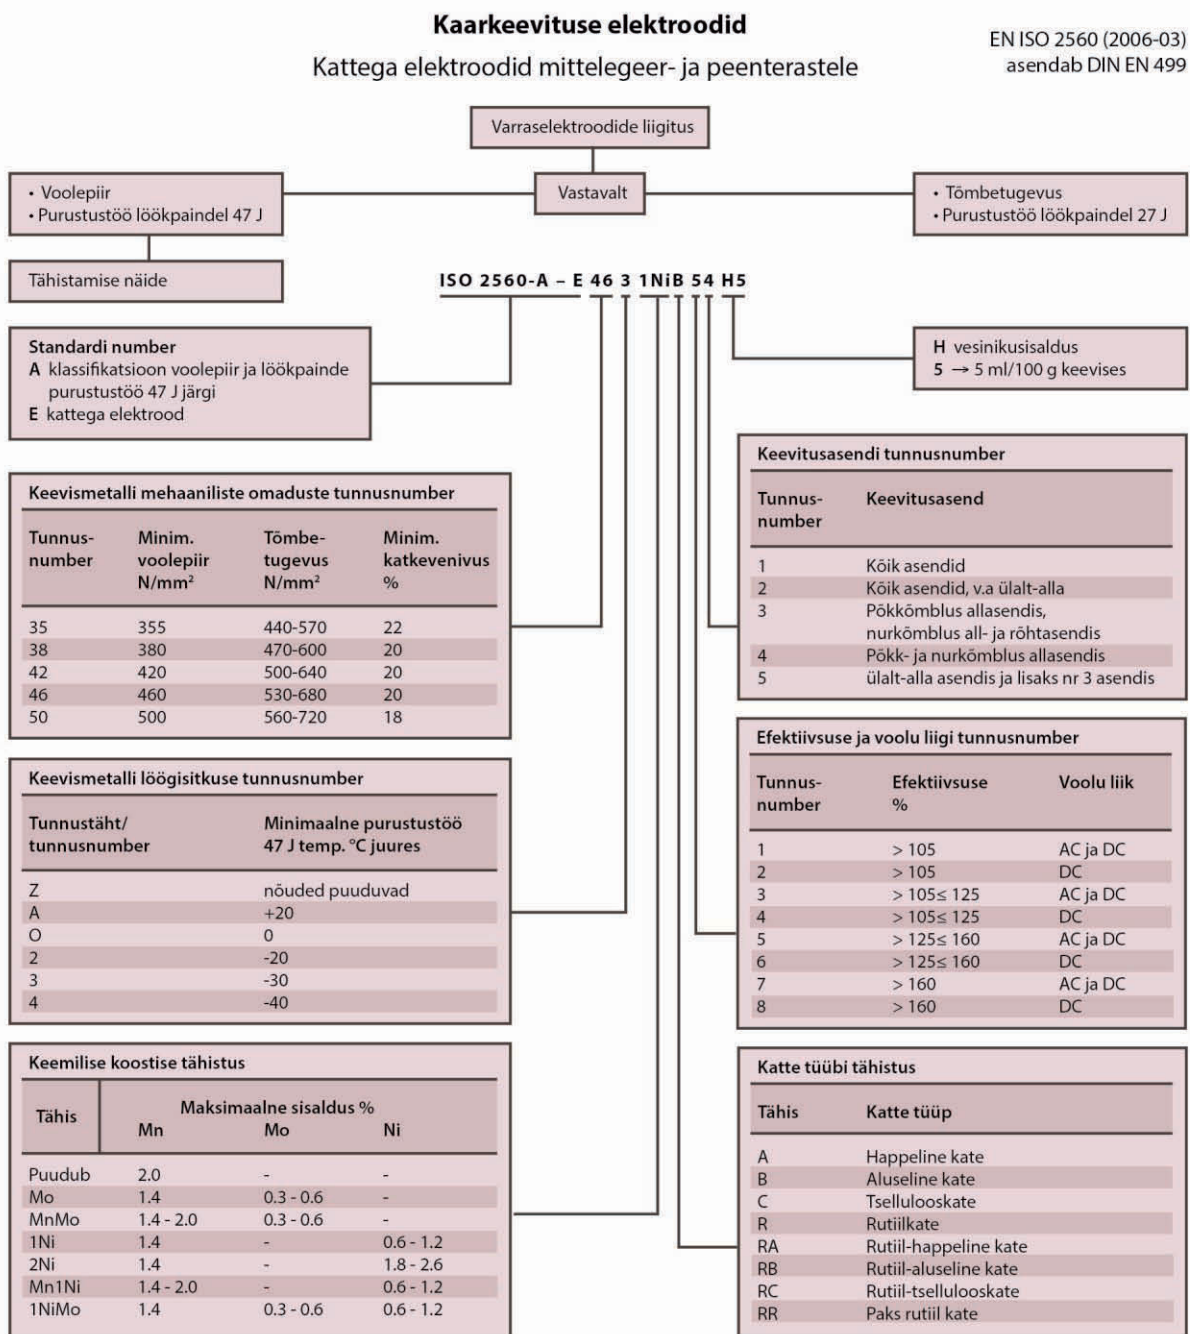 Kaarkeevituse elektroodid
Kattega elektroodid mittelegeer- ja peenterastele
EN ISO 2560 (2006-03)
asendab DIN EN 499
Varraselektroodide liigitus
• Voolepiir
• Purustustöö löökpaindel 47 J
Vastavalt
• Tõmbetugevus
• Purustustöö löökpaindel 27 J
Tähistamise näide
ISO 2560-A – E 46 3 1NiB 54 H5
Standardi number
A klassifikatsioon voolepiir ja löökpainde
purustustöö 47 J järgi
E kattega elektrood
H vesinikusisaldus
5 → 5 ml/100 g keevises
Keevismetalli mehaaniliste omaduste tunnusnumber
Tunnus- Minim. Tõmbe- Minim.
number voolepiir tugevus katkevenivus
N/mm² N/mm² %
35 355 440-570 22
38 380 470-600 20
42 420 500-640 20
46 460 530-680 20
50 500 560-720 18
Keevitusasendi tunnusnumber
Tunnus- Keevitusasend
number
1 Kõik asendid
2 Kõik asendid, v.a ülalt-alla
3 Põkkõmblus allasendis,
nurkõmblus all- ja rõhtasendis
4 Põkk- ja nurkõmblus allasendis
5 ülalt-alla asendis ja lisaks nr 3 asendis
Keevismetalli löögisitkuse tunnusnumber
Tunnustäht/ Minimaalne purustustöö
tunnusnumber 47 J temp. °C juures
Z nõuded puuduvad
A +20
O 0
2 -20
3 -30
4 -40
Efektiivsuse ja voolu liigi tunnusnumber
Tunnus- Efektiivsuse Voolu liik
number %
1 > 105 AC ja DC
2 > 105 DC
3 > 105≤ 125 AC ja DC
4 > 105≤ 125 DC
5 > 125≤ 160 AC ja DC
6 > 125≤ 160 DC
7 > 160 AC ja DC
8 > 160 DC
Keemilise koostise tähistus
Tähis Maksimaalne sisaldus %
Mn Mo Ni
Puudub 2.0 - -
Mo 1.4 0.3 - 0.6 -
MnMo 1.4 - 2.0 0.3 - 0.6 -
1Ni 1.4 - 0.6 - 1.2
2Ni 1.4 - 1.8 - 2.6
Mn1Ni 1.4 - 2.0 - 0.6 - 1.2
1NiMo 1.4 0.3 - 0.6 0.6 - 1.2
Katte tüübi tähistus
Tähis Katte tüüp
A Happeline kate
B Aluseline kate
C Tsellulooskate
R Rutiilkate
RA Rutiil-happeline kate
RB Rutiil-aluseline kate
RC Rutiil-tsellulooskate
RR Paks rutiil kate